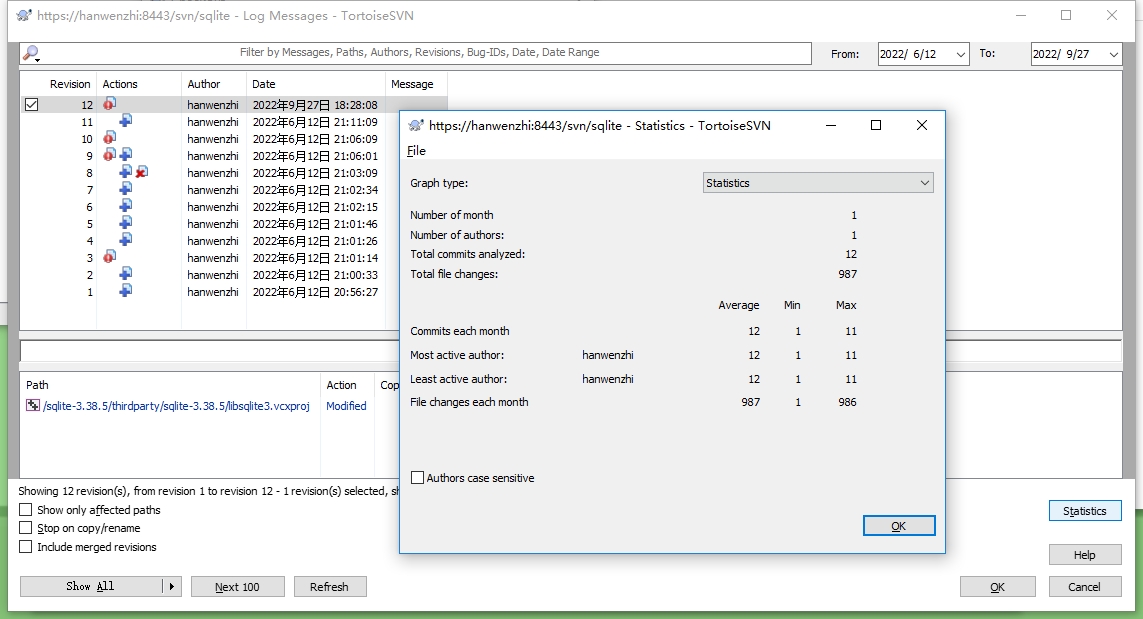 https://hanwenzhi:8443/svn/sqlite - Log Messages - TortoiseSVN
Filter by Messages, Paths, Authors, Revisions, Bug-IDs, Date, Date Range
From: 2022/ 6/12 To: 2022/ 9/27
Revision Actions Author Date Message
12 hanwenzhi 2022年9月27日 18:28:08
11 hanwenzhi 2022年6月12日 21:11:09
10 hanwenzhi 2022年6月12日 21:06:09
9 hanwenzhi 2022年6月12日 21:06:01
8 hanwenzhi 2022年6月12日 21:03:09
7 hanwenzhi 2022年6月12日 21:02:34
6 hanwenzhi 2022年6月12日 21:02:15
5 hanwenzhi 2022年6月12日 21:01:46
4 hanwenzhi 2022年6月12日 21:01:26
3 hanwenzhi 2022年6月12日 21:01:14
2 hanwenzhi 2022年6月12日 21:00:33
1 hanwenzhi 2022年6月12日 20:56:27
https://hanwenzhi:8443/svn/sqlite - Statistics - TortoiseSVN
File
Graph type: Statistics
Number of month 1
Number of authors: 1
Total commits analyzed: 12
Total file changes: 987
Average Min Max
Commits each month 12 1 11
Most active author: hanwenzhi 12 1 11
Least active author: hanwenzhi 12 1 11
File changes each month 987 1 986
Authors case sensitive
OK
Path Action Cop
/sqlite-3.38.5/thirdparty/sqlite-3.38.5/libsqlite3.vcxproj Modified
Showing 12 revision(s), from revision 1 to revision 12 - 1 revision(s) selected, sh
Show only affected paths
Stop on copy/rename
Include merged revisions
Statistics
Help
Show All Next 100 Refresh OK Cancel